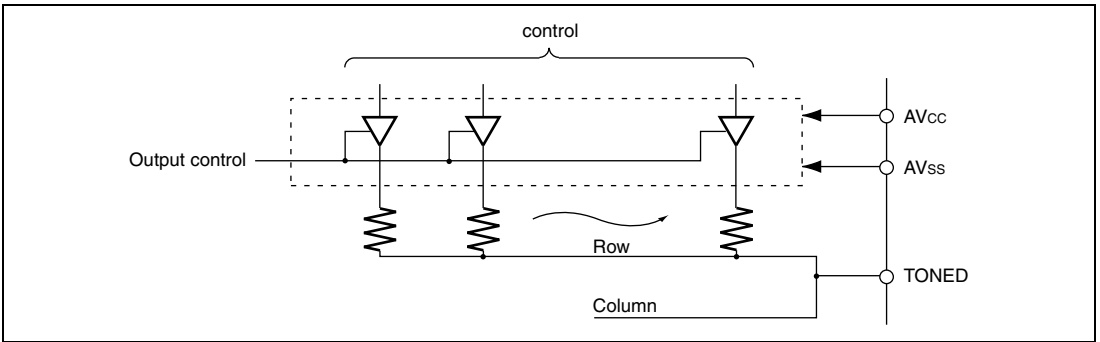 control
AVCC
Output control
AVSS
Row
TONED
Column